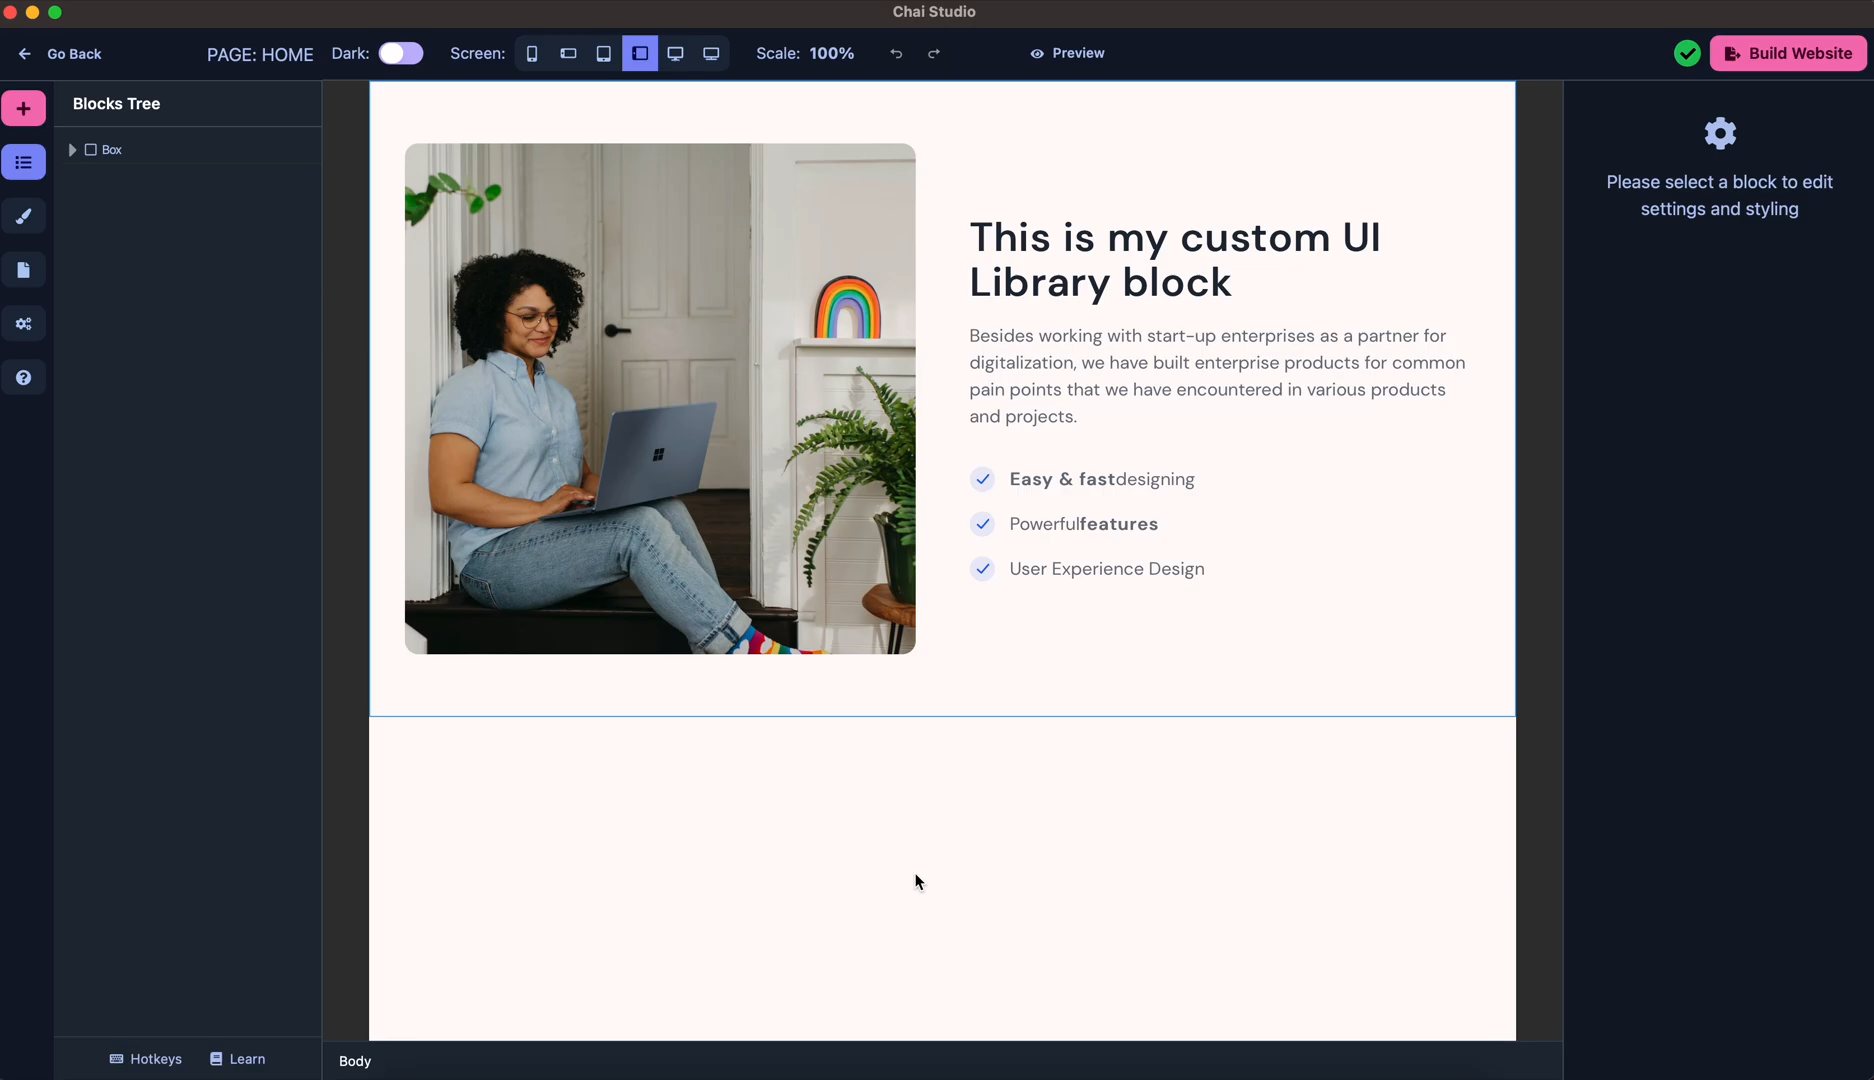 Chai Studio
Go Back
PAGE: HOME
Dark:
Screen:
Scale: 100%
Preview
Build Website
Blocks Tree
Box
This is my custom UI
Library block
Besides working with start-up enterprises as a partner for
digitalization, we have built enterprise products for common
pain points that we have encountered in various products
and projects.
Easy & fastdesigning
Powerfulfeatures
User Experience Design
Please select a block to edit
settings and styling
Hotkeys
Learn
Body